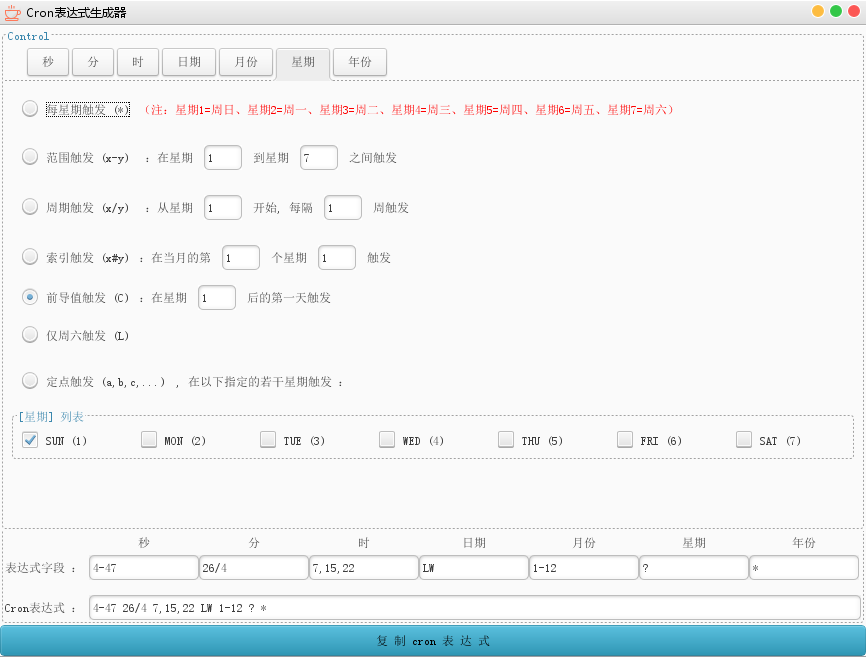 Cron表达式生成器
Control
秒 分 时 日期 月份 星期 年份
每星期触发 (*) (注: 星期1=周日、星期2=周一、星期3=周二、星期4=周三、星期5=周四、星期6=周五、星期7=周六)
范围触发 (x-y) : 在星期 1 到星期 7 之间触发
周期触发 (x/y) : 从星期 1 开始, 每隔 1 周触发
索引触发 (x#y) : 在当月的第 1 个星期 1 触发
前导值触发 (C) : 在星期 1 后的第一天触发
仅周六触发 (L)
定点触发 (a,b,c,...) , 在以下指定的若干星期触发 :
[星期] 列表
SUN (1) MON (2) TUE (3) WED (4) THU (5) FRI (6) SAT (7)
秒 分 时 日期 月份 星期 年份
表达式字段 : 4-47 26/4 7,15,22 LW 1-12 ? *
Cron表达式 : 4-47 26/4 7,15,22 LW 1-12 ? *
复 制 cron 表 达 式